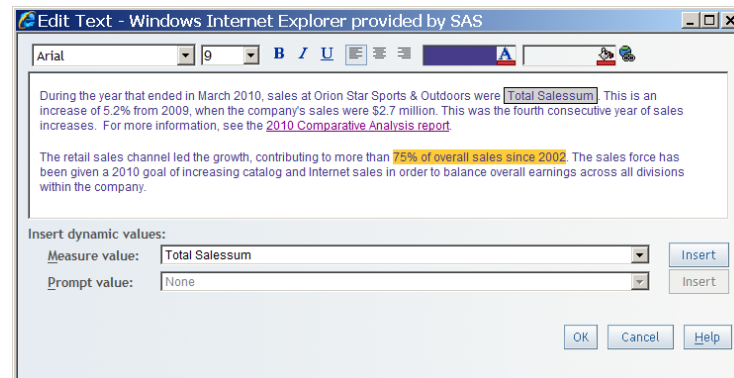 Edit Text - Windows Internet Explorer provided by SAS
Arial 9 B I U A
During the year that ended in March 2010, sales at Orion Star Sports & Outdoors were Total Salessum. This is an
increase of 5.2% from 2009, when the company's sales were $2.7 million. This was the fourth consecutive year of sales
increases. For more information, see the 2010 Comparative Analysis report.
The retail sales channel led the growth, contributing to more than 75% of overall sales since 2002. The sales force has
been given a 2010 goal of increasing catalog and Internet sales in order to balance overall earnings across all divisions
within the company.
Insert dynamic values:
Measure value: Total Salessum Insert
Prompt value: None Insert
OK Cancel Help